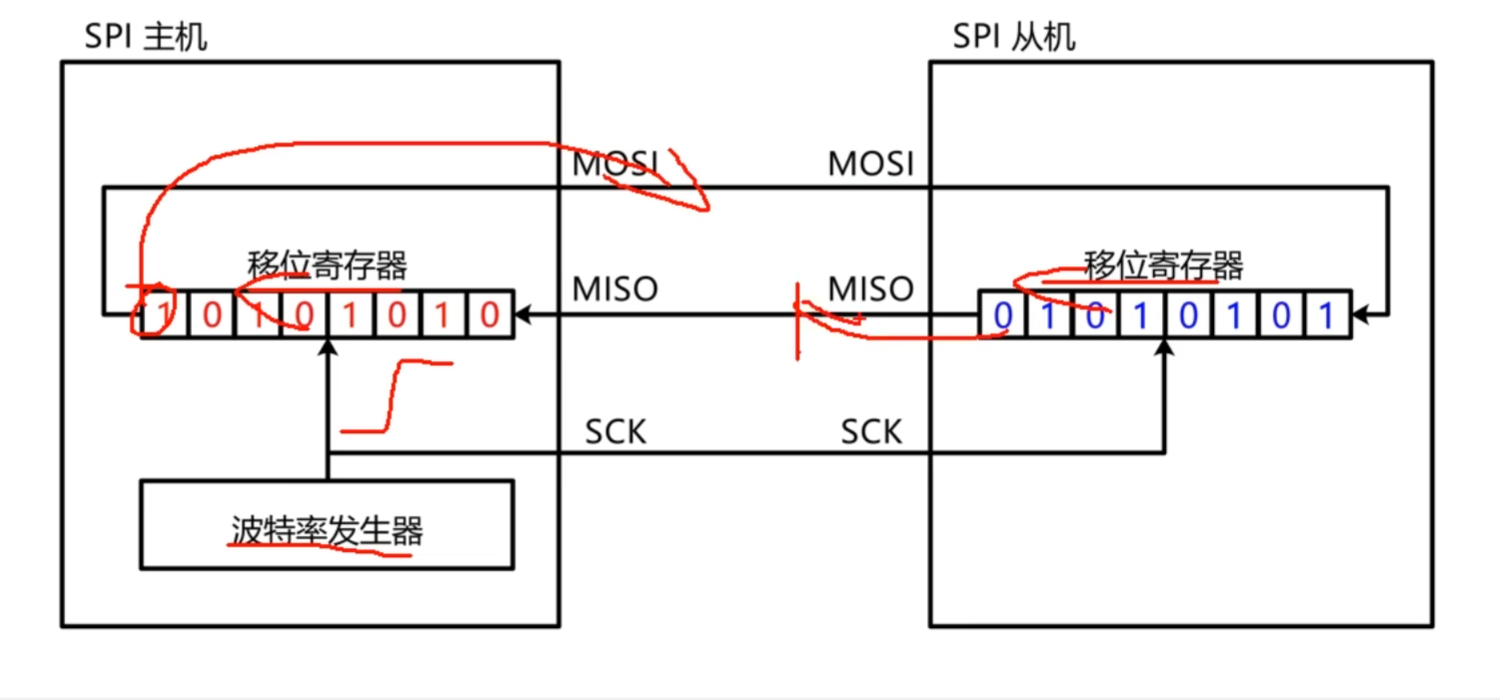 SPI 主机
SPI 从机
MOSI
MOSI
移位寄存器
移位寄存器
MISO
MISO
1 0 1 0 1 0 1 0
0 1 0 1 0 1 0 1
SCK
SCK
波特率发生器